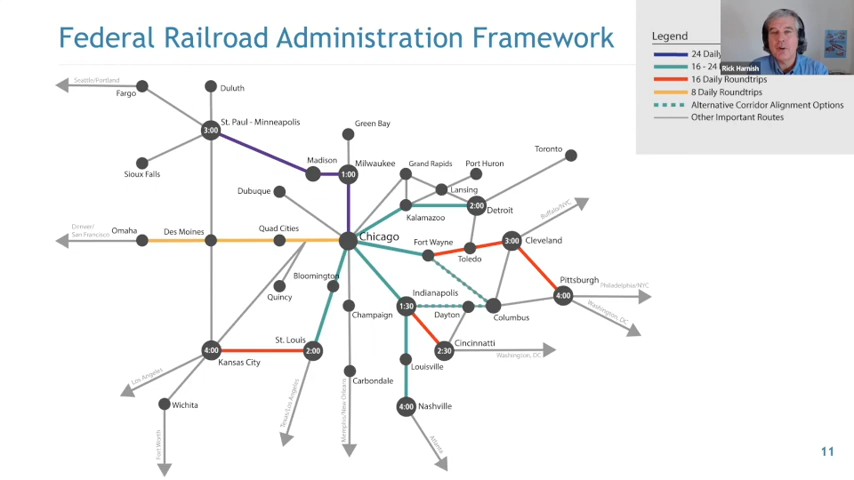 Federal Railroad Administration Framework
Legend
24 Daily
16 - 24
16 Daily Roundtrips
8 Daily Roundtrips
Alternative Corridor Alignment Options
Other Important Routes
Rick Harnish
Seattle/Portland
Fargo
Duluth
3:00
St. Paul - Minneapolis
Green Bay
Sioux Falls
Madison
1:00
Milwaukee
Grand Rapids
Port Huron
Toronto
Dubuque
Lansing
2:00
Detroit
Kalamazoo
Buffalo/NYC
Denver/
San Francisco
Omaha
Des Moines
Quad Cities
Chicago
Fort Wayne
Toledo
3:00
Cleveland
Bloomington
Quincy
Indianapolis
1:30
Champaign
Dayton
Columbus
Pittsburgh
4:00
Philadelphia/NYC
Washington, DC
St. Louis
2:00
4:00
Kansas City
2:30
Cincinnatti
Washington, DC
Louisville
Los Angeles
Carbondale
Wichita
4:00
Nashville
Texas/Los Angeles
Memphis/New Orleans
Atlanta
Fort Worth
11